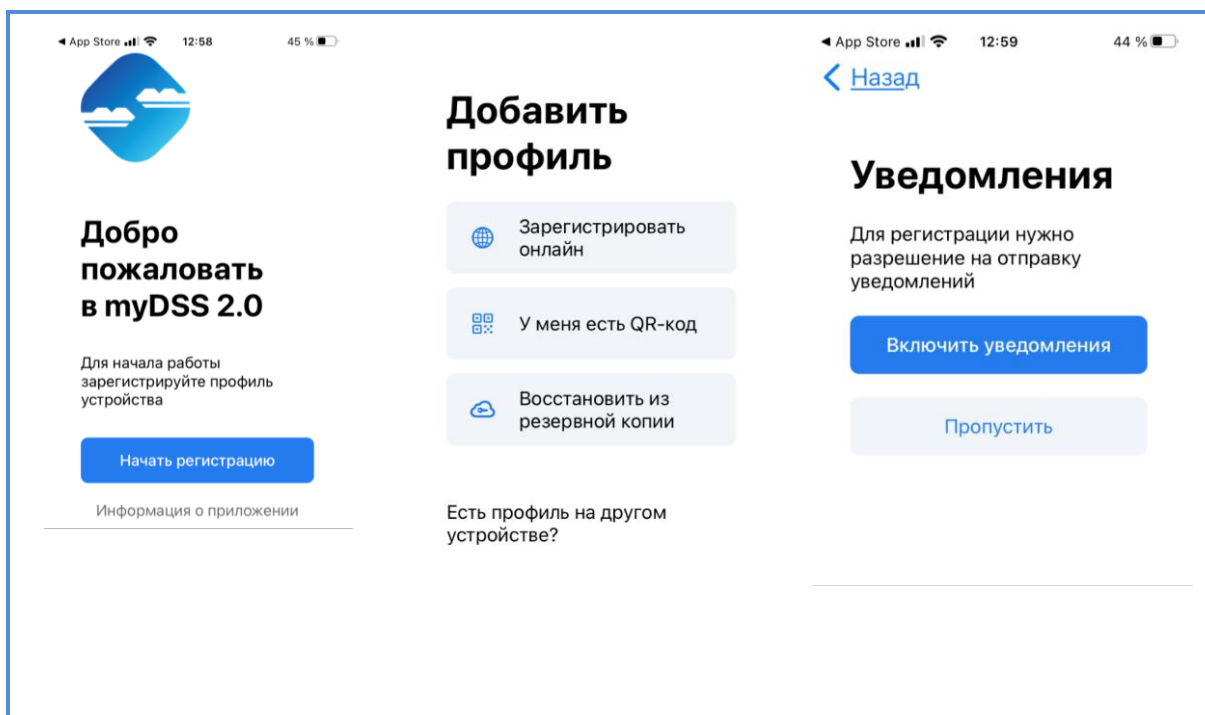 App Store 12:58 45 %
Добро
пожаловать
в myDSS 2.0
Для начала работы
зарегистрируйте профиль
устройства
Начать регистрацию
Информация о приложении
Добавить
профиль
Зарегистрировать
онлайн
У меня есть QR-код
Восстановить из
резервной копии
Есть профиль на другом
устройстве?
App Store 12:59 44 %
Назад
Уведомления
Для регистрации нужно
разрешение на отправку
уведомлений
Включить уведомления
Пропустить